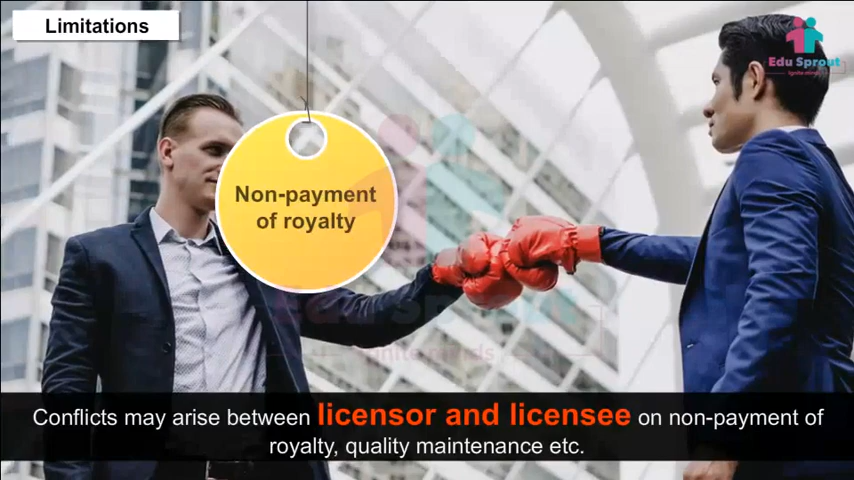 Limitations
Edu Sprout
Non-payment
of royalty
Conflicts may arise between licensor and licensee on non-payment of
royalty, quality maintenance etc.